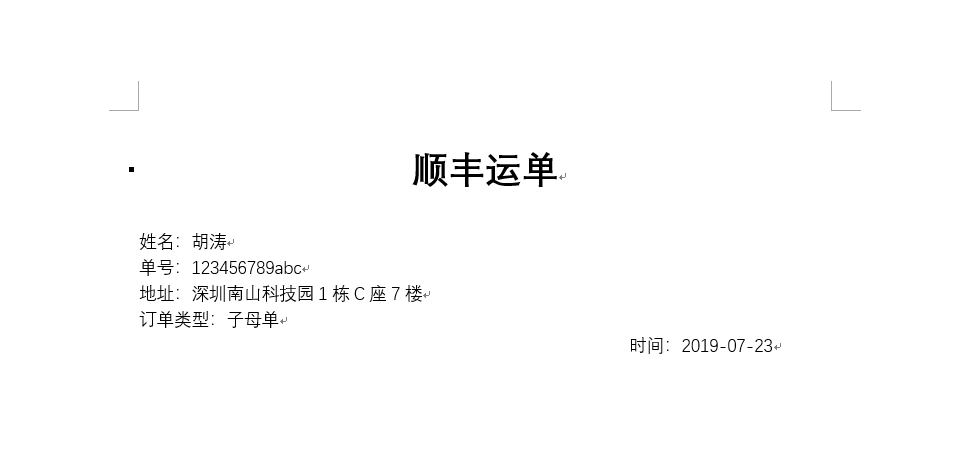 顺丰运单
姓名：胡涛
单号：123456789abc
地址：深圳南山科技园 1 栋 C 座 7 楼
订单类型：子母单
时间：2019-07-23